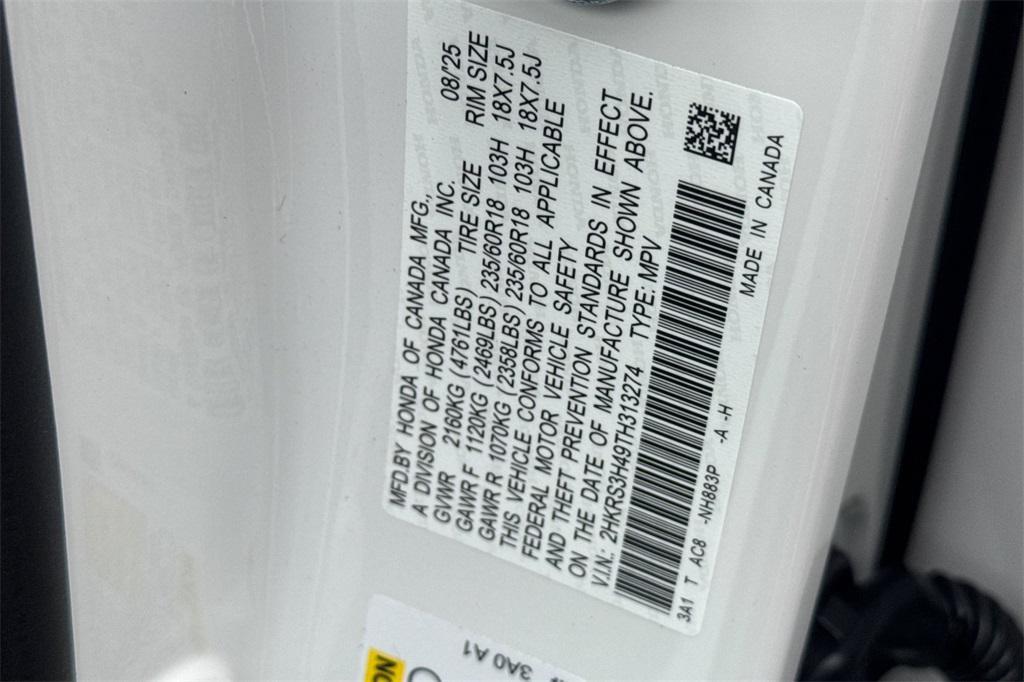 MFD.BY HONDA OF CANADA MFG., 08/25
A DIVISION OF HONDA CANADA INC.
GVWR 2160KG (4761LBS) TIRE SIZE RIM SIZE
GAWR F 1120KG (2469LBS) 235/60R18 103H 18X7.5J
GAWR R 1070KG (2358LBS) 235/60R18 103H 18X7.5J
THIS VEHICLE CONFORMS TO ALL APPLICABLE
FEDERAL MOTOR VEHICLE SAFETY
AND THEFT PREVENTION STANDARDS IN EFFECT
ON THE DATE OF MANUFACTURE SHOWN ABOVE.
V.I.N.: 2HKRS3H49TH313274 TYPE: MPV
3A1 T AC8 -NH883P -A -H MADE IN CANADA
3A0 A1